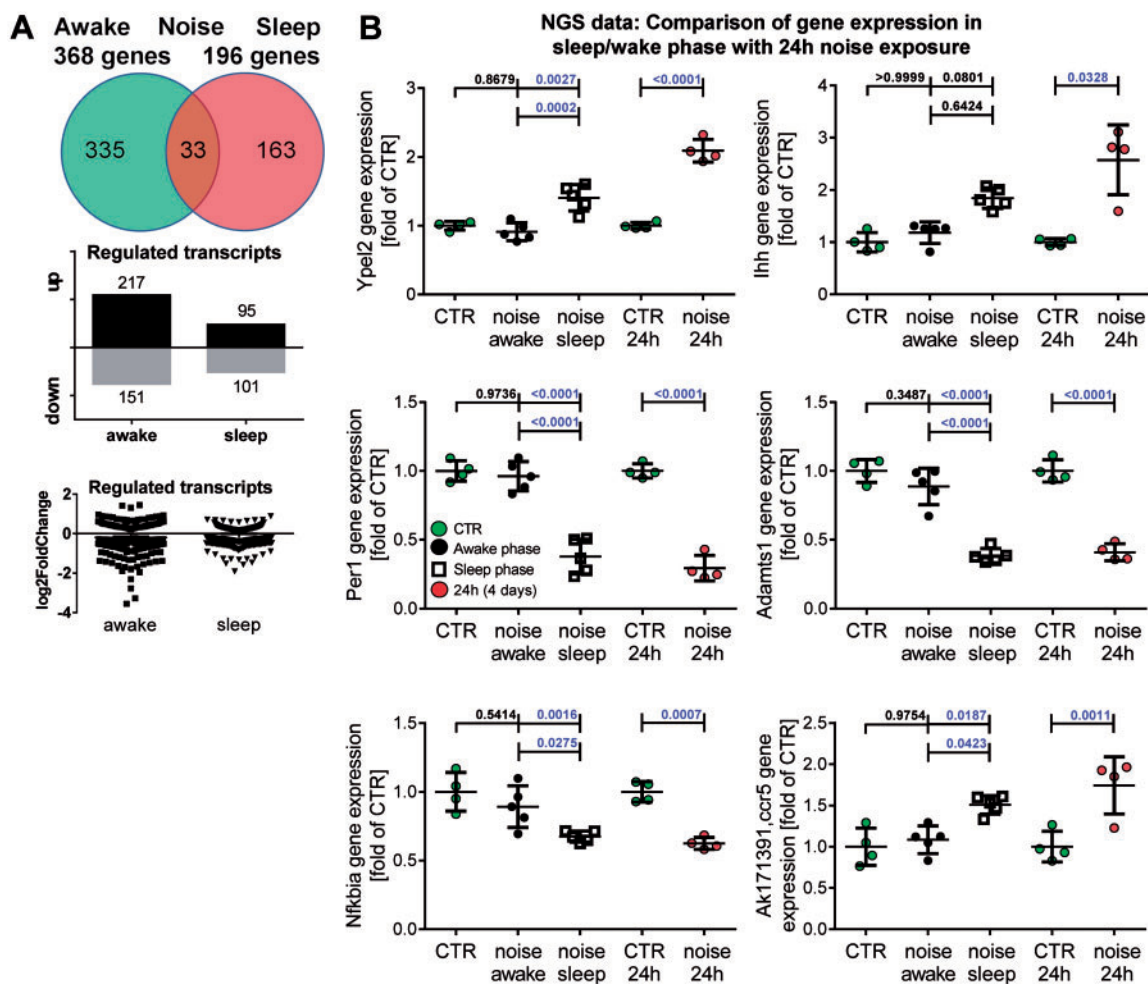 A
Awake Noise Sleep
368 genes 196 genes
335 33 163
Regulated transcripts
up
down
217
95
151
101
awake sleep
Regulated transcripts
log2FoldChange
2
0
-2
-4
awake sleep
B
NGS data: Comparison of gene expression in
sleep/wake phase with 24h noise exposure
Ypel2 gene expression
[fold of CTR]
3
2
1
0
0.8679 0.0027 <0.0001
0.0002
CTR noise noise CTR noise
awake sleep 24h 24h
Ihh gene expression
[fold of CTR]
4
3
2
1
0
>0.9999 0.0801 0.0328
0.6424
CTR noise noise CTR noise
awake sleep 24h 24h
Per1 gene expression
[fold of CTR]
1.5
1.0
0.5
0.0
0.9736 <0.0001 <0.0001
<0.0001
CTR
Awake phase
Sleep phase
24h (4 days)
CTR noise noise CTR noise
awake sleep 24h 24h
Adamts1 gene expression
[fold of CTR]
1.5
1.0
0.5
0.0
0.3487 <0.0001 <0.0001
<0.0001
CTR noise noise CTR noise
awake sleep 24h 24h
Nfkbia gene expression
[fold of CTR]
1.5
1.0
0.5
0.0
0.5414 0.0016 0.0007
0.0275
CTR noise noise CTR noise
awake sleep 24h 24h
Ak171391,ccr5 gene
expression [fold of CTR]
2.5
2.0
1.5
1.0
0.5
0.0
0.9754 0.0187 0.0011
0.0423
CTR noise noise CTR noise
awake sleep 24h 24h